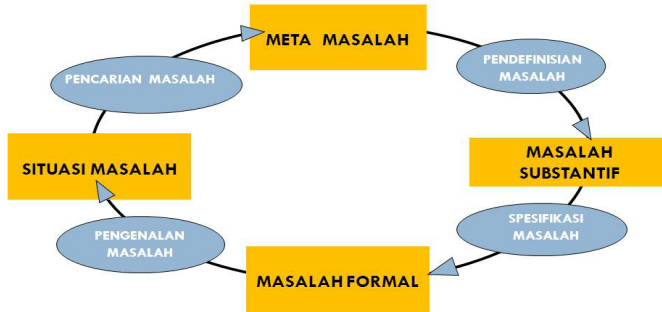 META MASALAH
PENCARIAN MASALAH
PENDEFINISIAN
MASALAH
SITUASI MASALAH
MASALAH
SUBSTANTIF
PENGENALAN
MASALAH
SPESIFIKASI
MASALAH
MASALAH FORMAL